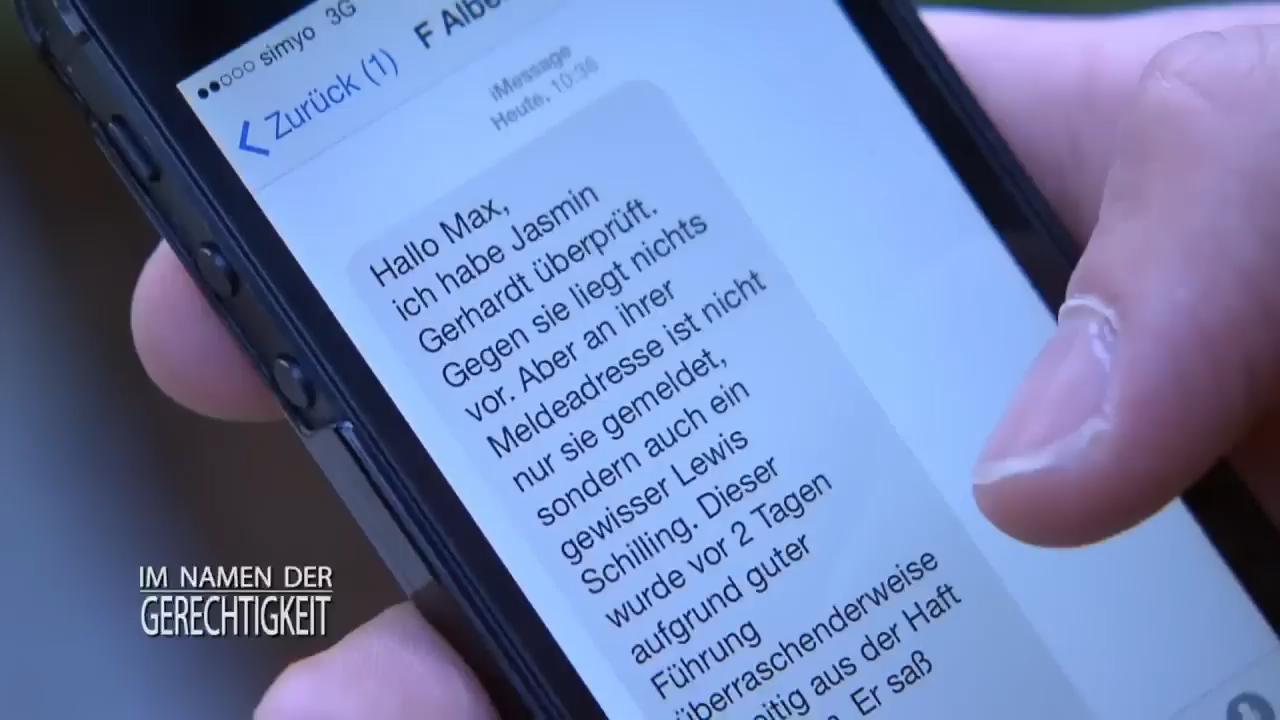 simyo 3G
Zurück (1)
F Albe
iMessage
Heute, 10:36
Hallo Max,
ich habe Jasmin
Gerhardt überprüft.
Gegen sie liegt nichts
vor. Aber an ihrer
Meldeadresse ist nicht
nur sie gemeldet,
sondern auch ein
gewisser Lewis
Schilling. Dieser
wurde vor 2 Tagen
aufgrund guter
Führung
überraschenderweise
eitig aus der Haft
Er saß
IM NAMEN DER
GERECHTIGKEIT